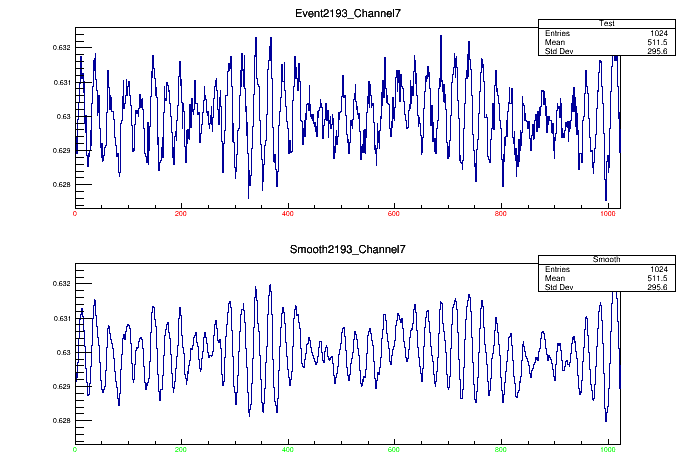 Event2193_Channel7
Test
Entries 1024
Mean 511.5
Std Dev 295.6
0.632
0.631
0.63
0.629
0.628
0 200 400 600 800 1000
Smooth2193_Channel7
Smooth
Entries 1024
Mean 511.5
Std Dev 295.6
0.632
0.631
0.63
0.629
0.628
0 200 400 600 800 1000